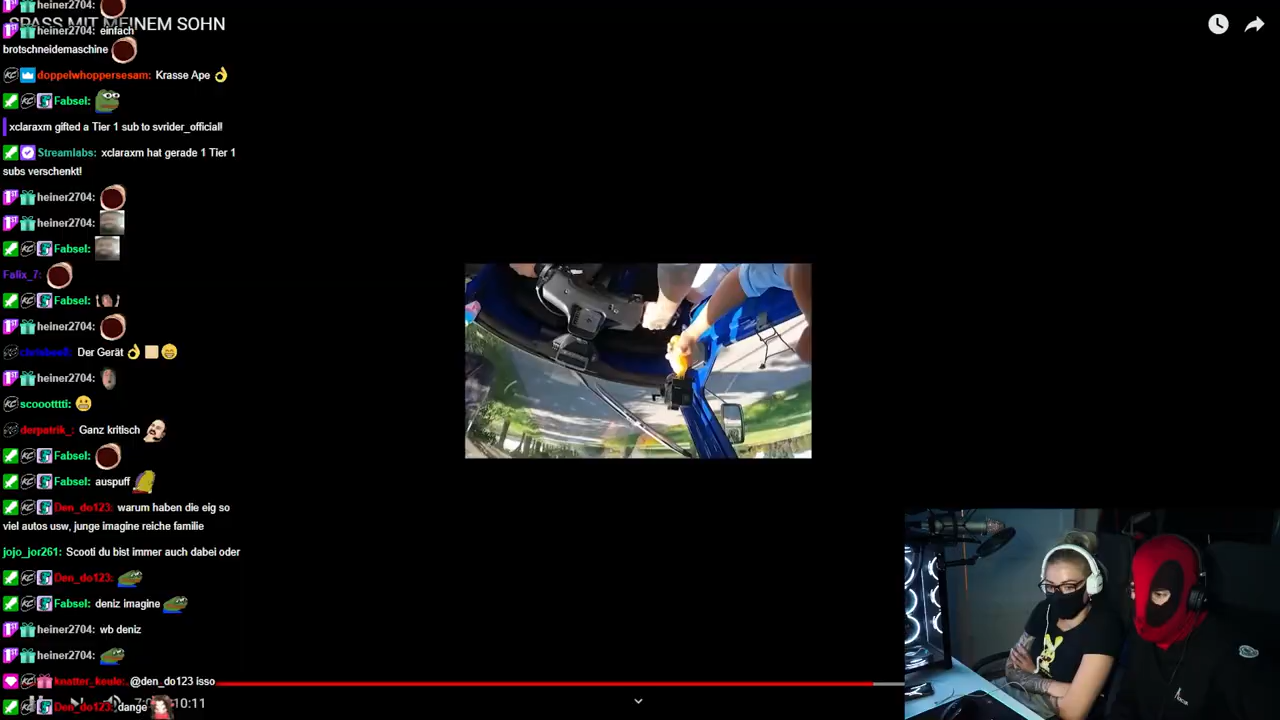 SPASS MIT MEINEM SOHN
heiner2704:
heiner2704: einfach
brotschneidemaschine
doppelwhoppersesam: Krasse Ape
Fabsel:
xclaraxm gifted a Tier 1 sub to svrider_official!
Streamlabs: xclaraxm hat gerade 1 Tier 1
subs verschenkt!
heiner2704:
heiner2704:
Fabsel:
Falix_7:
Fabsel:
heiner2704:
Der Gerät
heiner2704:
scoootttti:
derpatrik_: Ganz kritisch
Fabsel:
Fabsel: auspuff
Den_do123: warum haben die eig so
viel autos usw, junge imagine reiche familie
jojo_jor261: Scooti du bist immer auch dabei oder
Den_do123:
Fabsel: deniz imagine
heiner2704: wb deniz
heiner2704:
knatter_koule: @den_do123 isso
Den_do123: dange
10:11